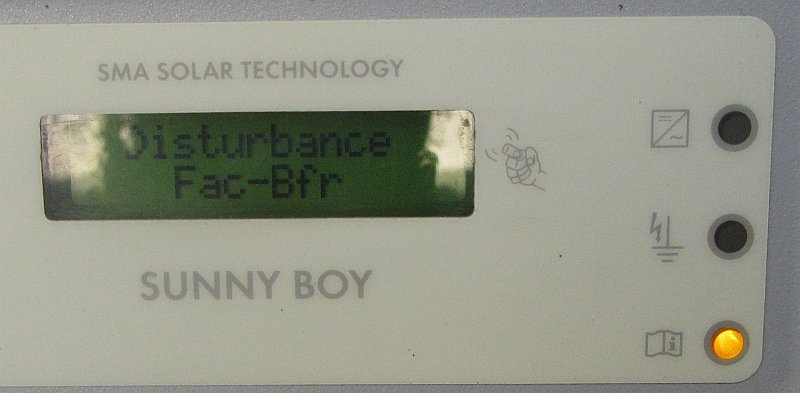 SMA SOLAR TECHNOLOGY
Disturbance
Fac-Bfr
SUNNY BOY